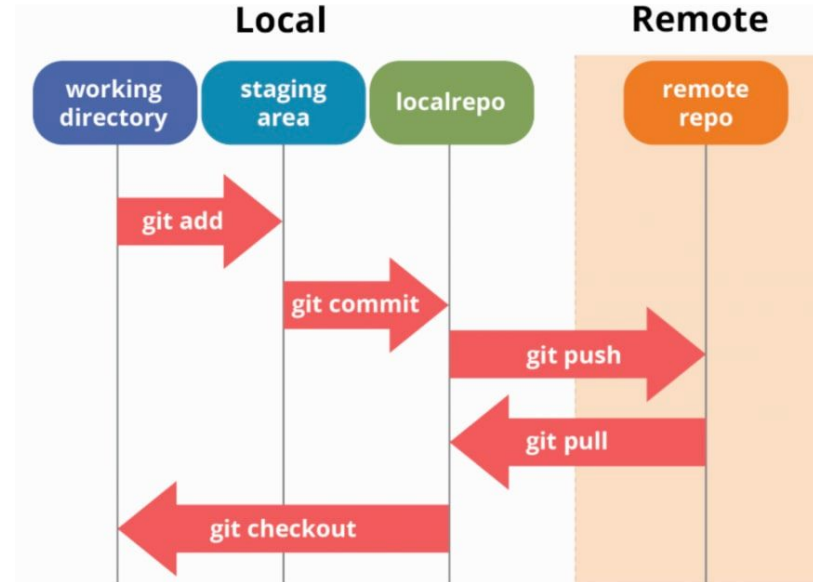 Local
Remote
working
directory
staging
area
localrepo
remote
repo
git add
git commit
git push
git pull
git checkout